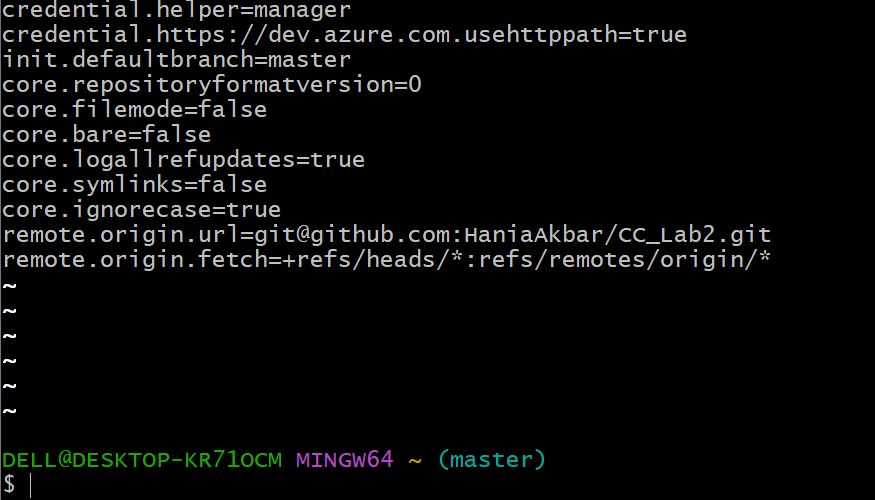 credential.helper=manager
credential.https://dev.azure.com.usehttppath=true
init.defaultbranch=master
core.repositoryformatversion=0
core.filemode=false
core.bare=false
core.logallrefupdates=true
core.symlinks=false
core.ignorecase=true
remote.origin.url=git@github.com:HaniaAkbar/CC_Lab2.git
remote.origin.fetch=+refs/heads/*:refs/remotes/origin/*
~
~
~
~
~
~
DELL@DESKTOP-KR71OCM MINGW64 ~ (master)
$